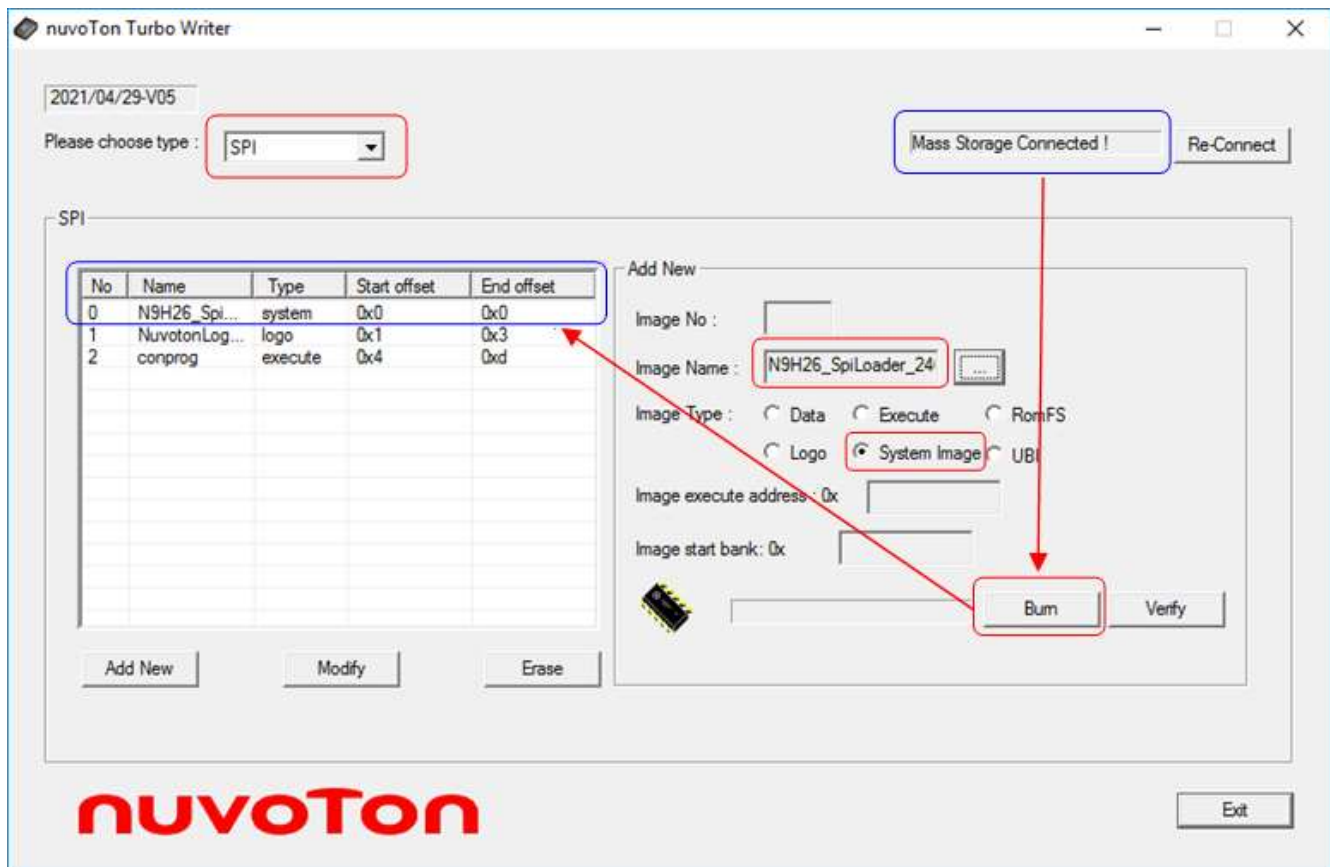 nuvoTon Turbo Writer
2021/04/29-V05
Please choose type : SPI
Mass Storage Connected ! Re-Connect
SPI
No Name Type Start offset End offset
0 N9H26_Spi... system 0x0 0x0
1 NuvotonLog... logo 0x1 0x3
2 conprog execute 0x4 0xd
Add New Modify Erase
Add New
Image No :
Image Name : N9H26_SpiLoader_24 ...
Image Type : Data Execute RomFS
Logo System Image UBI
Image execute address : 0x
Image start bank: 0x
Burn Verify
nuvoTon
Exit